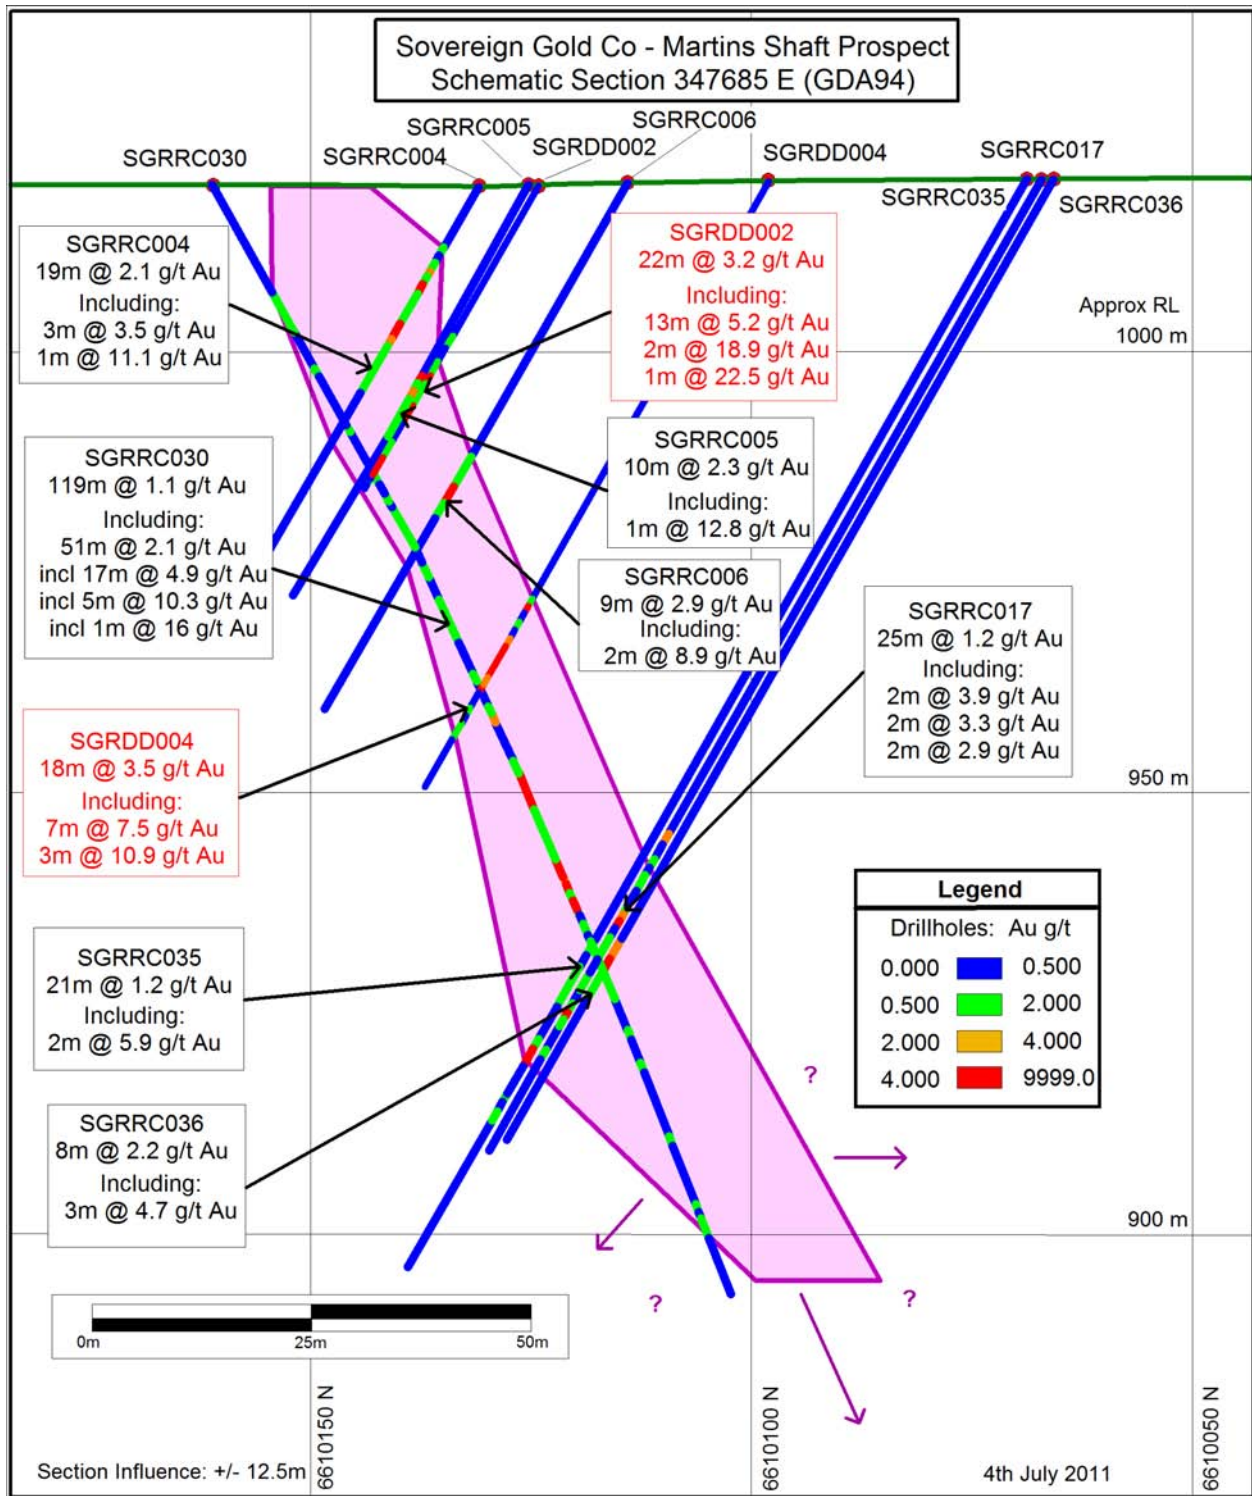 Sovereign Gold Co - Martins Shaft Prospect
Schematic Section 347685 E (GDA94)
SGRRC030
SGRRC004
SGRRC005
SGRDD002
SGRRC006
SGRDD004
SGRRC017
SGRRC035
SGRRC036
SGRRC004
19m @ 2.1 g/t Au
Including:
3m @ 3.5 g/t Au
1m @ 11.1 g/t Au
SGRDD002
22m @ 3.2 g/t Au
Including:
13m @ 5.2 g/t Au
2m @ 18.9 g/t Au
1m @ 22.5 g/t Au
Approx RL
1000 m
SGRRC030
119m @ 1.1 g/t Au
Including:
51m @ 2.1 g/t Au
incl 17m @ 4.9 g/t Au
incl 5m @ 10.3 g/t Au
incl 1m @ 16 g/t Au
SGRRC005
10m @ 2.3 g/t Au
Including:
1m @ 12.8 g/t Au
SGRRC006
9m @ 2.9 g/t Au
Including:
2m @ 8.9 g/t Au
SGRRC017
25m @ 1.2 g/t Au
Including:
2m @ 3.9 g/t Au
2m @ 3.3 g/t Au
2m @ 2.9 g/t Au
SGRDD004
18m @ 3.5 g/t Au
Including:
7m @ 7.5 g/t Au
3m @ 10.9 g/t Au
950 m
Legend
Drillholes: Au g/t
0.000 0.500
0.500 2.000
2.000 4.000
4.000 9999.0
SGRRC035
21m @ 1.2 g/t Au
Including:
2m @ 5.9 g/t Au
?
SGRRC036
8m @ 2.2 g/t Au
Including:
3m @ 4.7 g/t Au
900 m
?
?
0m 25m 50m
6610150 N
6610100 N
6610050 N
Section Influence: +/- 12.5m
4th July 2011